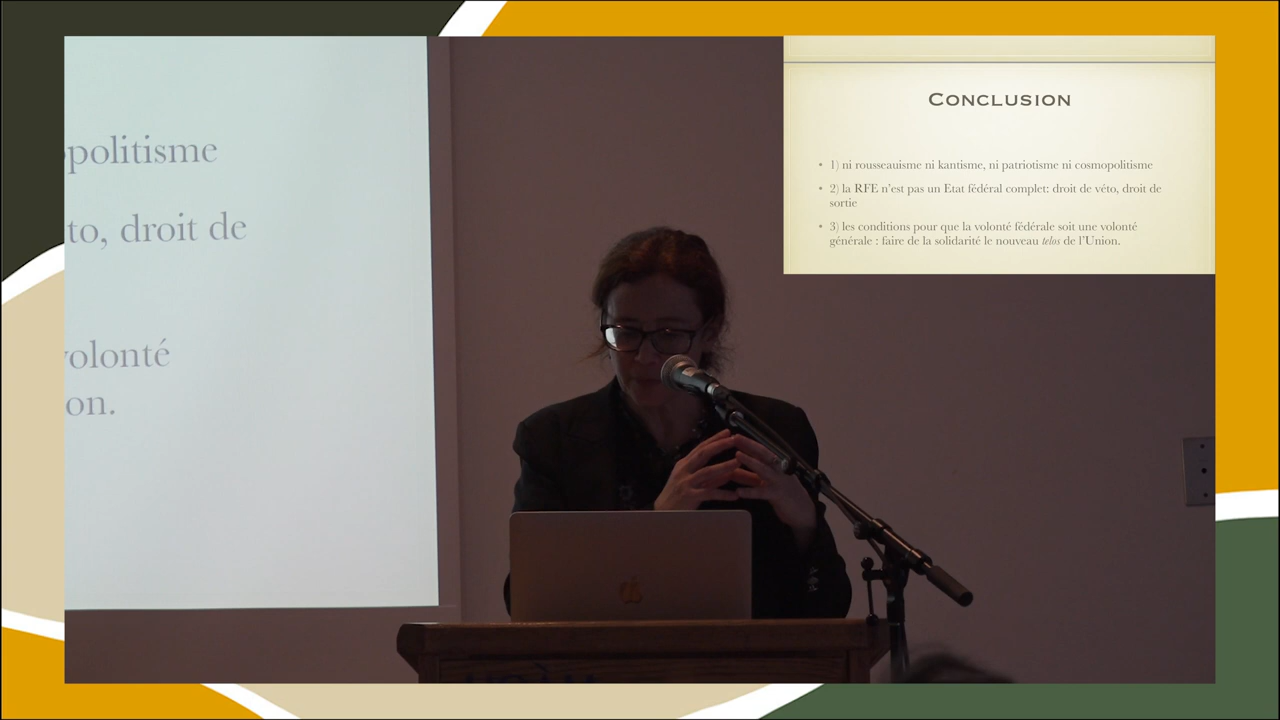 opolitisme
to, droit de
volonté
on.
Conclusion
• 1) ni rousseauisme ni kantisme, ni patriotisme ni cosmopolitisme
• 2) la RFE n'est pas un Etat fédéral complet: droit de véto, droit de
sortie
• 3) les conditions pour que la volonté fédérale soit une volonté
générale : faire de la solidarité le nouveau telos de l'Union.